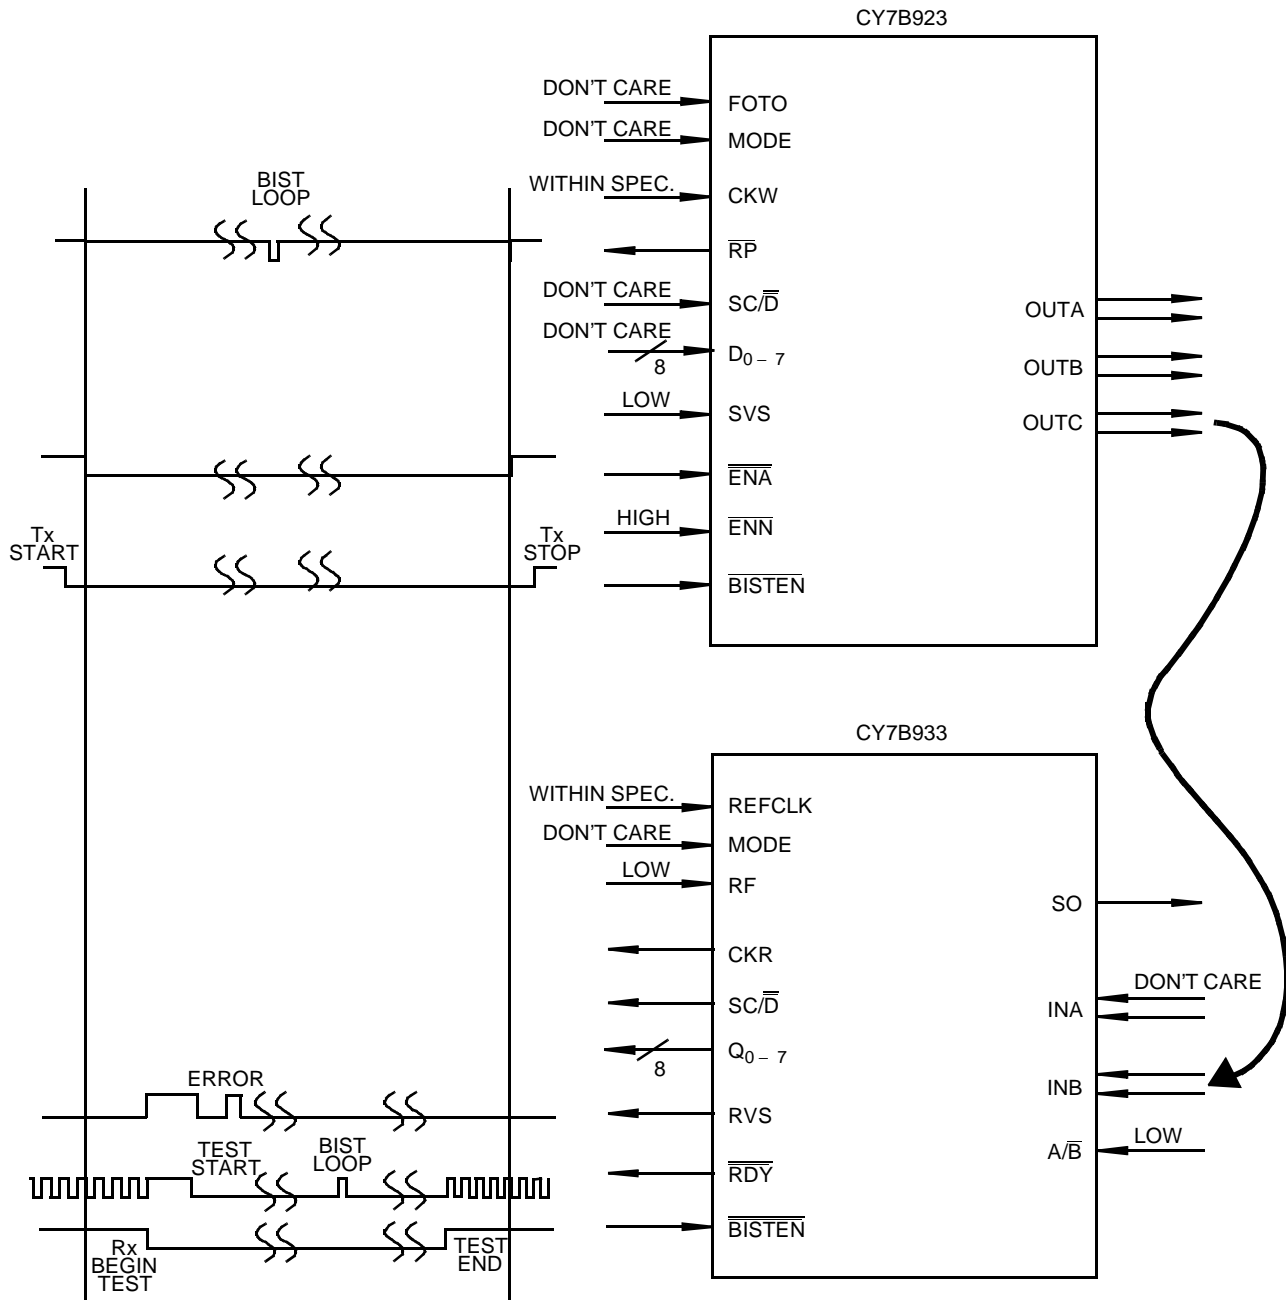 CY7B923
DON'T CARE
FOTO
DON'T CARE
MODE
BIST
LOOP
WITHIN SPEC.
CKW
RP
DON'T CARE
SC/D
OUTA
DON'T CARE
8
D0 – 7
OUTB
LOW
SVS
OUTC
ENA
Tx
START
Tx
STOP
HIGH
ENN
BISTEN
CY7B933
WITHIN SPEC.
REFCLK
DON'T CARE
MODE
LOW
RF
SO
CKR
DON'T CARE
SC/D
INA
8
Q0 – 7
ERROR
INB
RVS
TEST
START
BIST
LOOP
LOW
A/B
RDY
BISTEN
Rx
BEGIN
TEST
TEST
END